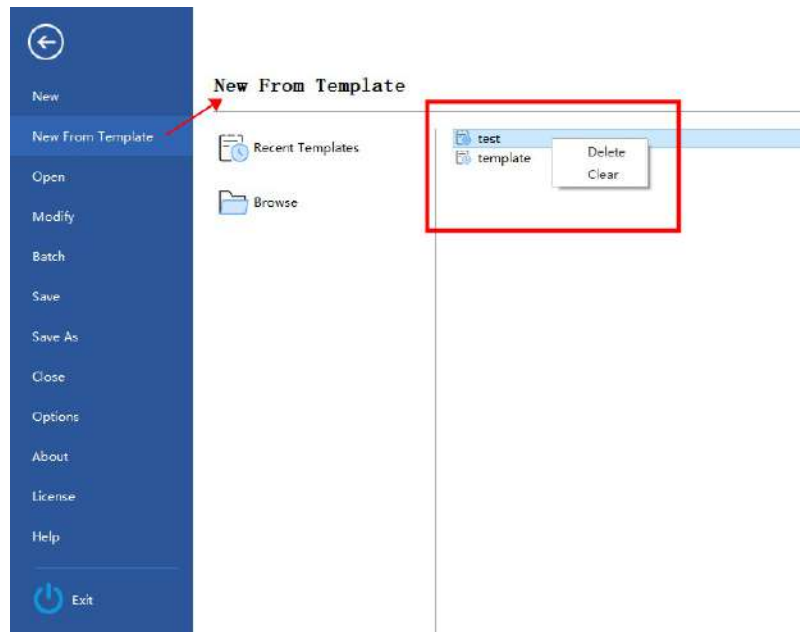 New
New From Template
Open
Modify
Batch
Save
Save As
Close
Options
About
License
Help
Exit
New From Template
Recent Templates
Browse
test
template
Delete
Clear